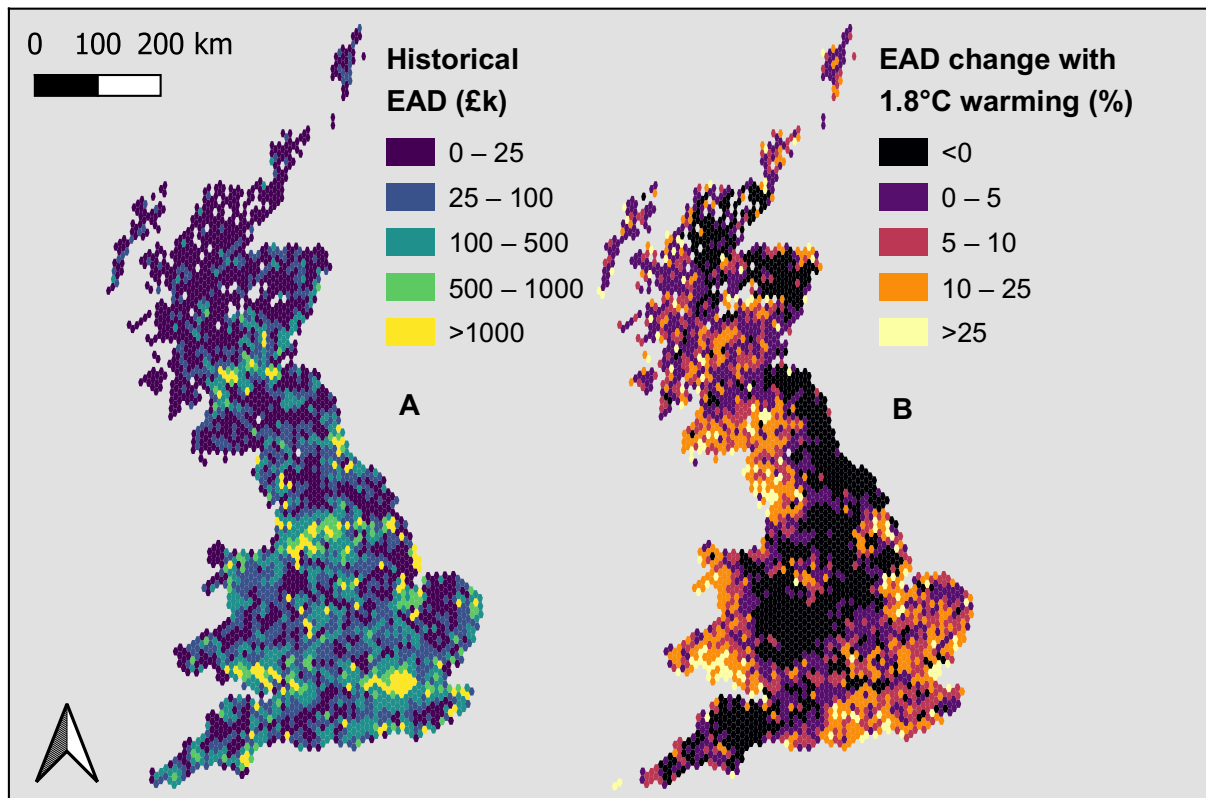 0 100 200 km
Historical
EAD (£k)
0 – 25
25 – 100
100 – 500
500 – 1000
>1000
A
EAD change with
1.8°C warming (%)
<0
0 – 5
5 – 10
10 – 25
>25
B